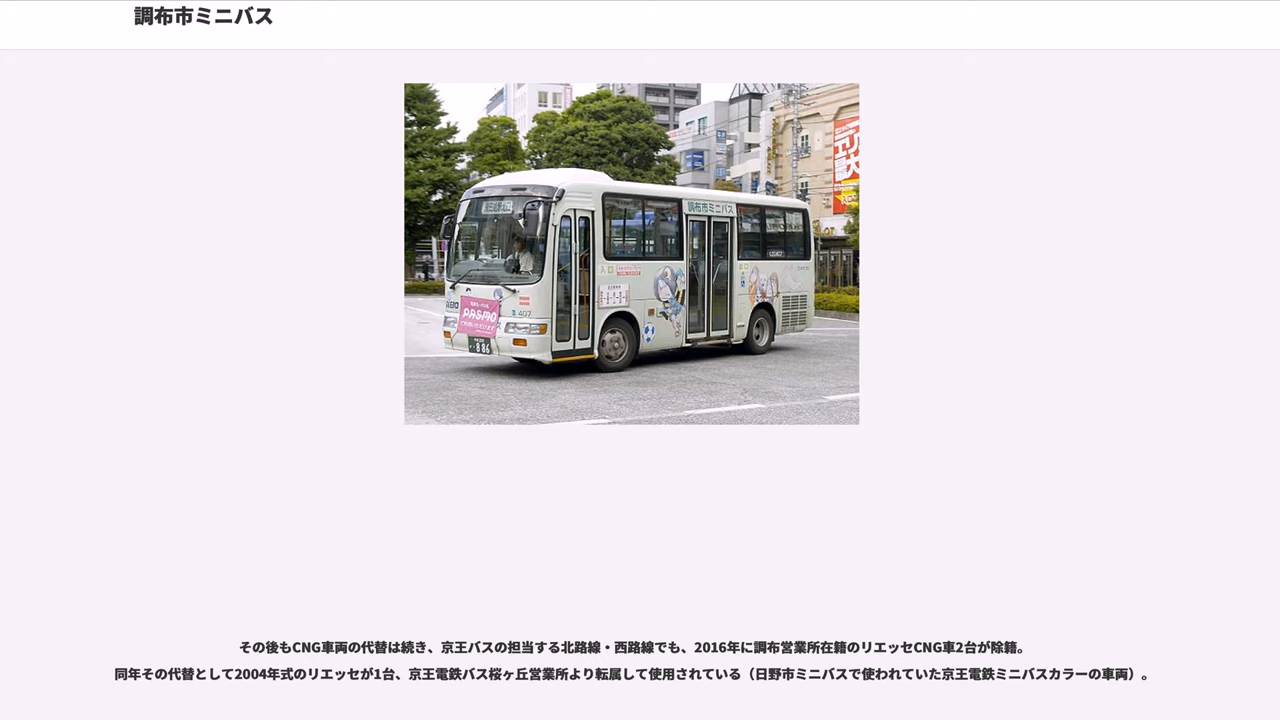 調布市ミニバス
調布市ミニバス
PASMO
407
886
エリ
最大
その後もCNG車両の代替は続き、京王バスの担当する北路線・西路線でも、2016年に調布営業所在籍のリエッセCNG車2台が除籍。
同年その代替として2004年式のリエッセが1台、京王電鉄バス桜ヶ丘営業所より転属して使用されている（日野市ミニバスで使われていた京王電鉄ミニバスカラーの車両）。